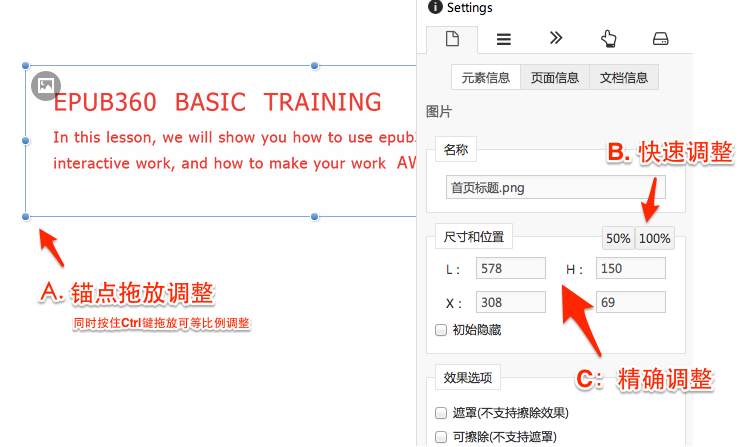 Settings
元素信息 页面信息 文档信息
图片
名称
首页标题.png
B. 快速调整
尺寸和位置
50% 100%
L： 578 H： 150
X： 308 69
初始隐藏
C： 精确调整
效果选项
遮罩(不支持擦除效果)
可擦除(不支持遮罩)
EPUB360 BASIC TRAINING
In this lesson, we will show you how to use
interactive work, and how to make your work
A. 锚点拖放调整
同时按住Ctrl键拖放可等比例调整